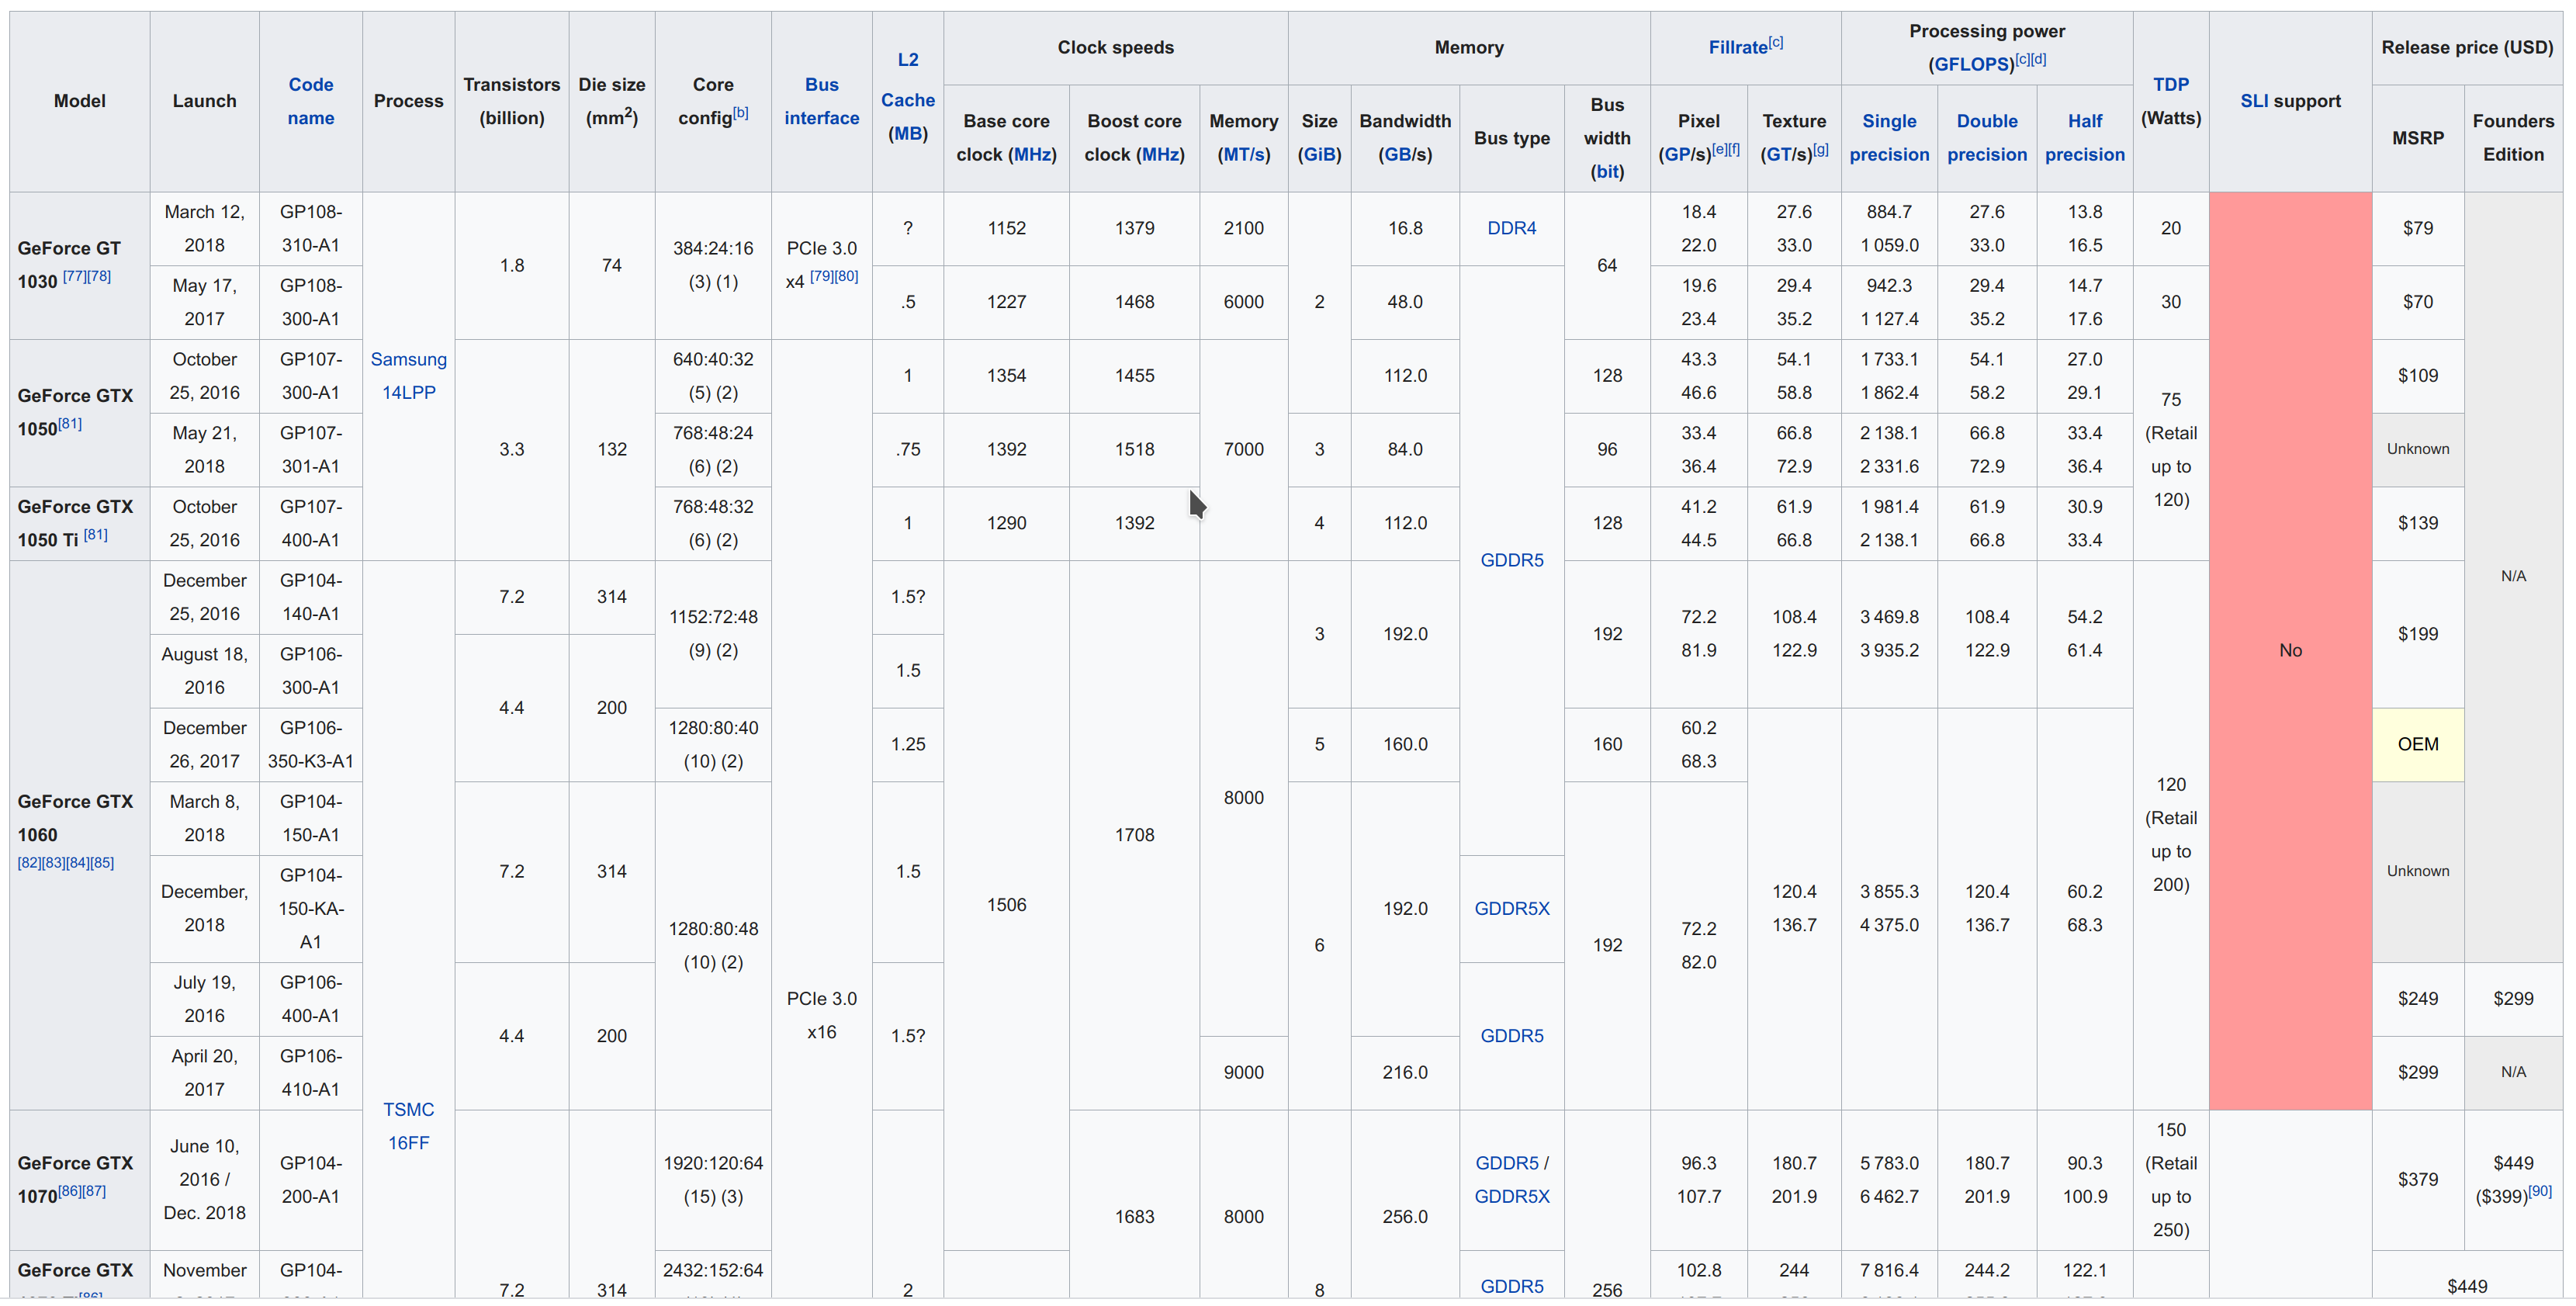 Model
Launch
Code
name
Process
Transistors
(billion)
Die size
(mm²)
Core
config[b]
Bus
interface
L2
Cache
(MB)
Clock speeds
Base core
clock (MHz)
Boost core
clock (MHz)
Memory
(MT/s)
Memory
Size
(GiB)
Bandwidth
(GB/s)
Bus type
Bus
width
(bit)
Fillrate[c]
Pixel
(GP/s)[e][f]
Texture
(GT/s)[g]
Processing power
(GFLOPS)[c][d]
Single
precision
Double
precision
Half
precision
TDP
(Watts)
SLI support
Release price (USD)
MSRP
Founders
Edition
GeForce GT
1030 [77][78]
March 12,
2018
GP108-
310-A1
Samsung
14LPP
1.8
74
384:24:16
(3) (1)
PCIe 3.0
x4 [79][80]
?
1152
1379
2100
2
16.8
DDR4
64
18.4
22.0
27.6
33.0
884.7
1 059.0
27.6
33.0
13.8
16.5
20
No
$79
N/A
May 17,
2017
GP108-
300-A1
.5
1227
1468
6000
48.0
GDDR5
19.6
23.4
29.4
35.2
942.3
1 127.4
29.4
35.2
14.7
17.6
30
$70
GeForce GTX
1050[81]
October
25, 2016
GP107-
300-A1
3.3
132
640:40:32
(5) (2)
PCIe 3.0
x16
1
1354
1455
7000
112.0
128
43.3
46.6
54.1
58.8
1 733.1
1 862.4
54.1
58.2
27.0
29.1
75
(Retail
up to
120)
$109
May 21,
2018
GP107-
301-A1
768:48:24
(6) (2)
.75
1392
1518
3
84.0
96
33.4
36.4
66.8
72.9
2 138.1
2 331.6
66.8
72.9
33.4
36.4
Unknown
GeForce GTX
1050 Ti [81]
October
25, 2016
GP107-
400-A1
768:48:32
(6) (2)
1
1290
1392
4
112.0
128
41.2
44.5
61.9
66.8
1 981.4
2 138.1
61.9
66.8
30.9
33.4
$139
GeForce GTX
1060
[82][83][84][85]
December
25, 2016
GP104-
140-A1
TSMC
16FF
7.2
314
1152:72:48
(9) (2)
1.5?
1506
1708
8000
3
192.0
192
72.2
81.9
108.4
122.9
3 469.8
3 935.2
108.4
122.9
54.2
61.4
120
(Retail
up to
200)
$199
August 18,
2016
GP106-
300-A1
4.4
200
1.5
December
26, 2017
GP106-
350-K3-A1
1280:80:40
(10) (2)
1.25
5
160.0
160
60.2
68.3
120.4
136.7
3 855.3
4 375.0
120.4
136.7
60.2
68.3
OEM
March 8,
2018
GP104-
150-A1
7.2
314
1280:80:48
(10) (2)
1.5
6
192.0
192
72.2
82.0
Unknown
December,
2018
GP104-
150-KA-
A1
GDDR5X
July 19,
2016
GP106-
400-A1
4.4
200
1.5?
GDDR5
$249
$299
April 20,
2017
GP106-
410-A1
9000
216.0
$299
N/A
GeForce GTX
1070[86][87]
June 10,
2016 /
Dec. 2018
GP104-
200-A1
7.2
314
1920:120:64
(15) (3)
2
1683
8000
8
256.0
GDDR5 /
GDDR5X
256
96.3
107.7
180.7
201.9
5 783.0
6 462.7
180.7
201.9
90.3
100.9
150
(Retail
up to
250)
$379
$449
($399)[90]
GeForce GTX
November
GP104-
2432:152:64
GDDR5
102.8
244
7 816.4
244.2
122.1
$449